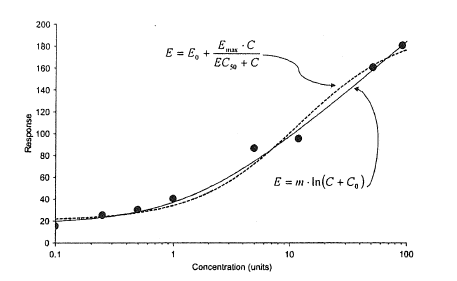 200
180
160
140
120
100
80
60
40
20
0
Response
E = E₀ + (E_max · C)/(EC₅₀ + C)
E = m · ln(C + C₀)
0.1 1 10 100
Concentration (units)